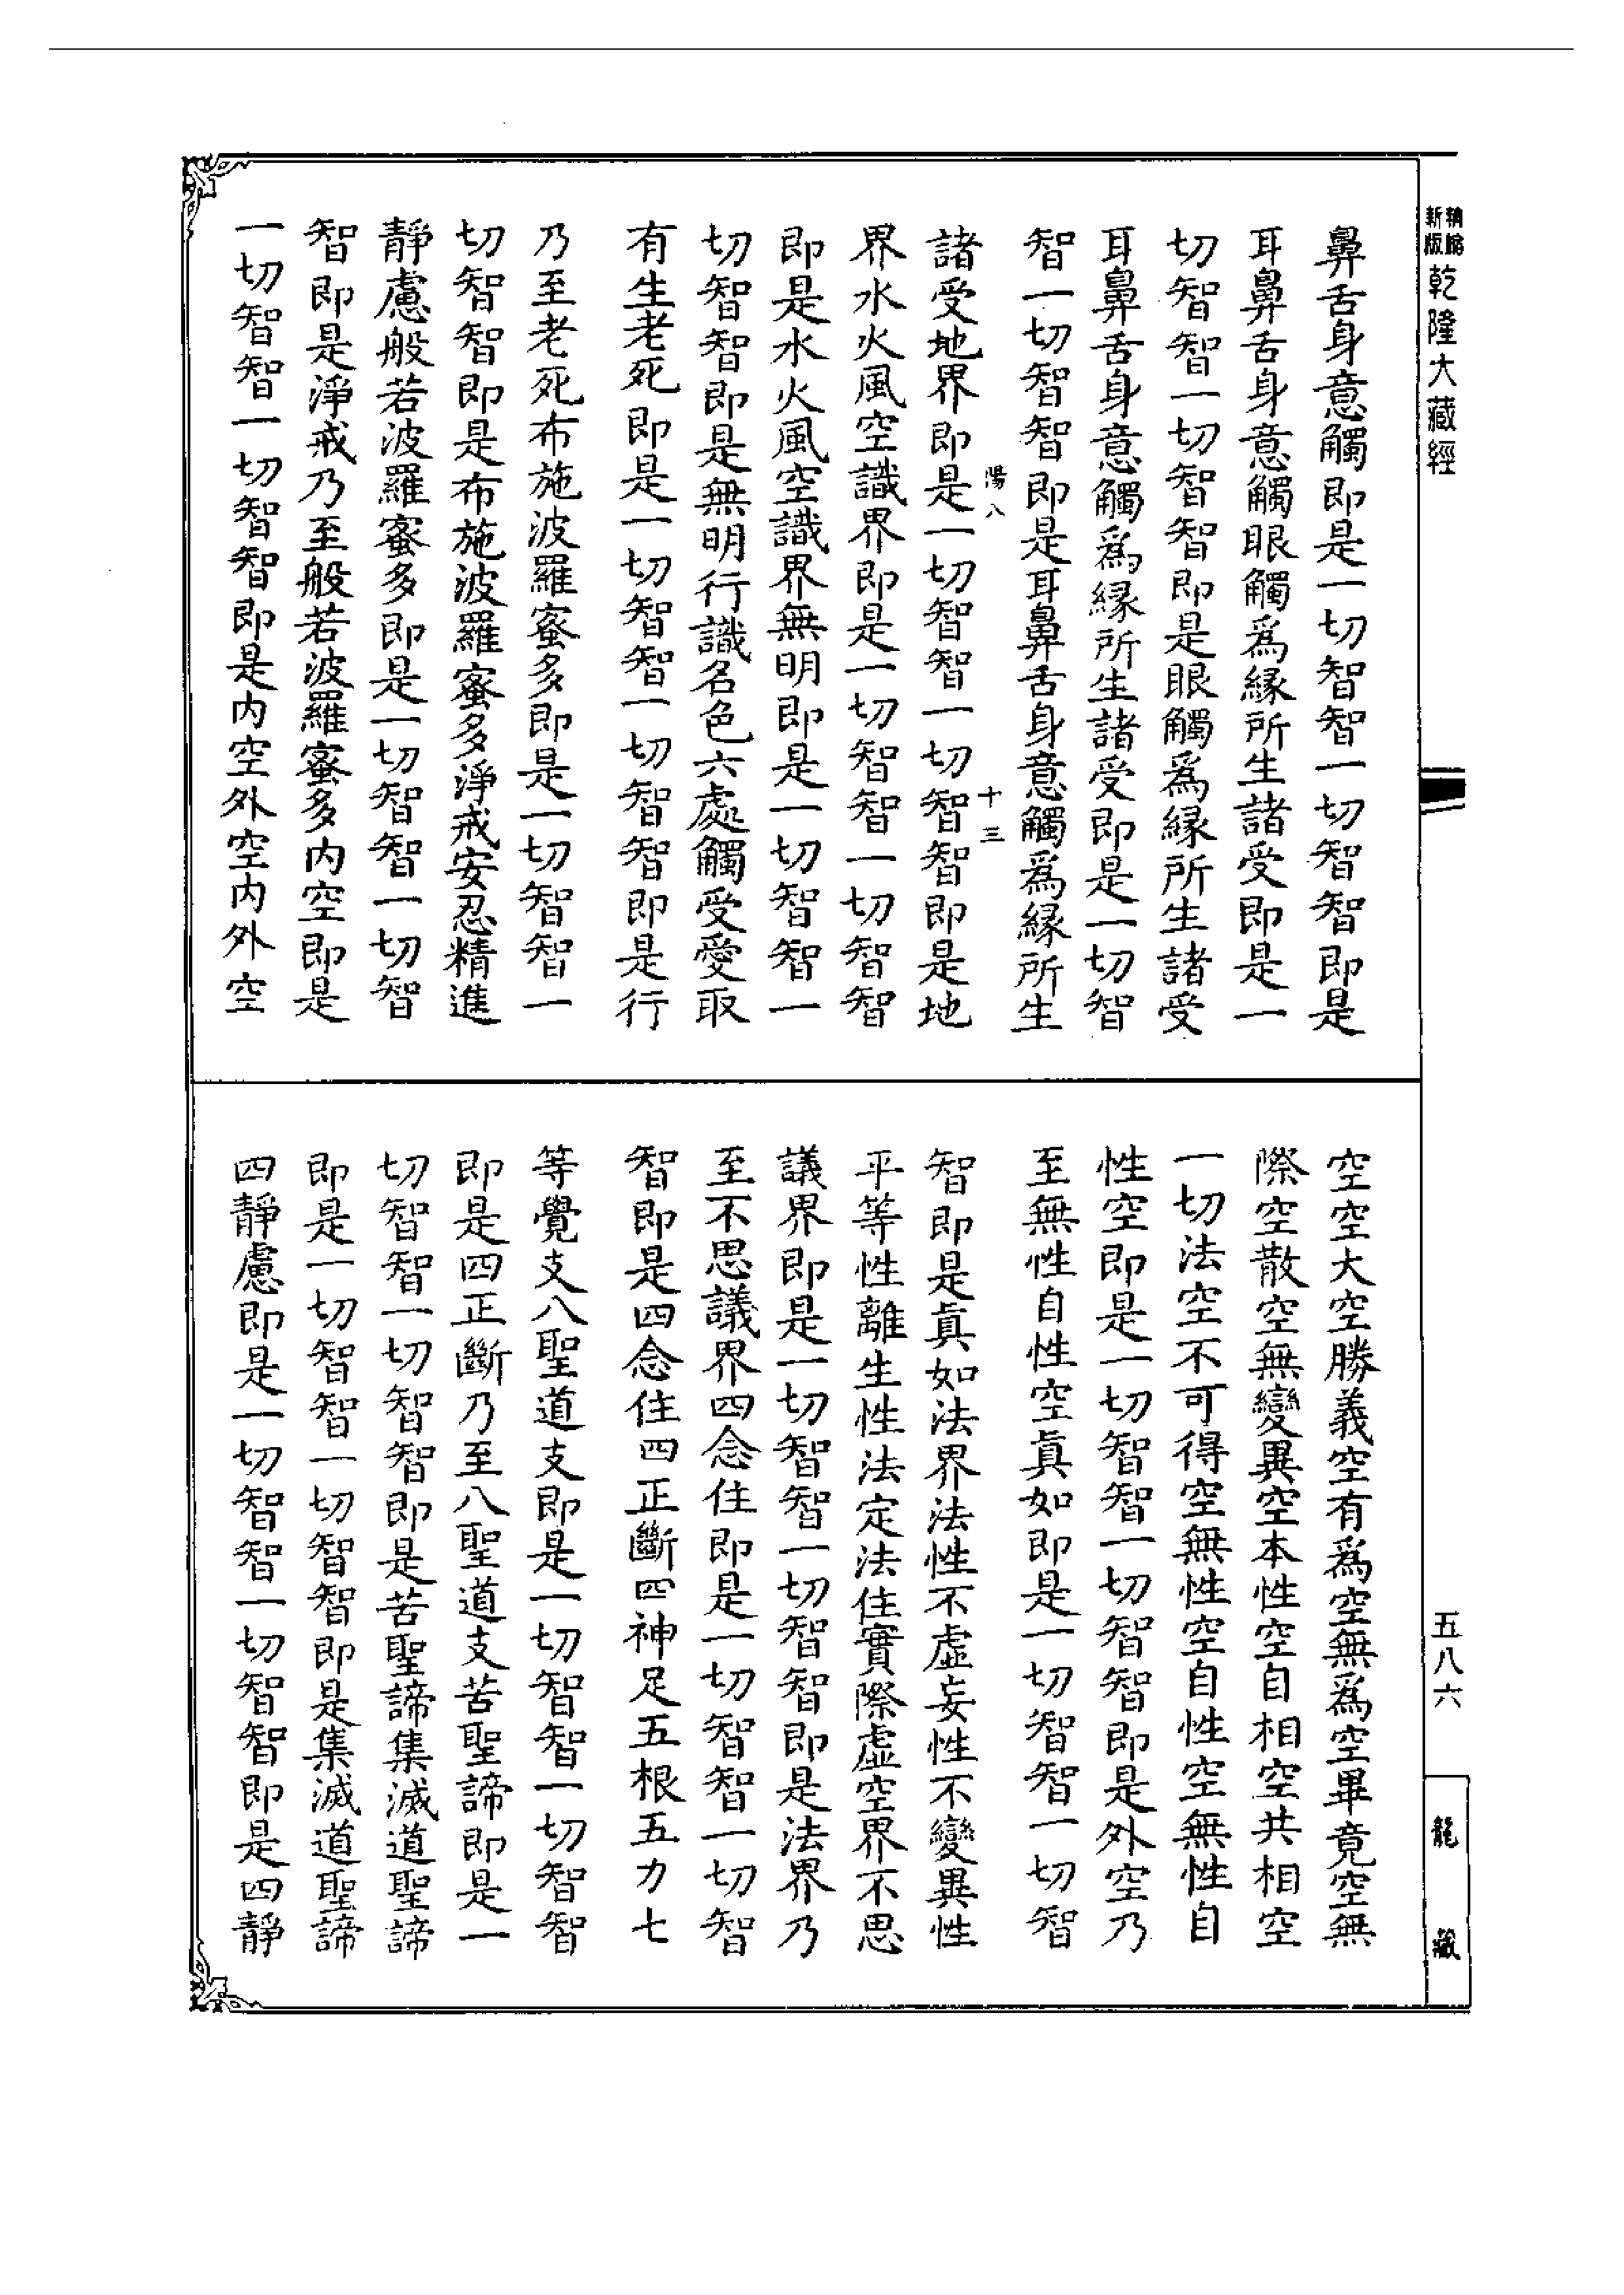 精縮新版 乾隆大藏經
鼻舌身意觸即是一切智智一切智智即是
耳鼻舌身意觸眼觸爲縁所生諸受即是一
切智智一切智智即是眼觸爲縁所生諸受
耳鼻舌身意觸爲縁所生諸受即是一切智
智一切智智即是耳鼻舌身意觸爲縁所生
陽八 十三
諸受地界即是一切智智一切智智即是地
界水火風空識界即是一切智智一切智智
即是水火風空識界無明即是一切智智一
切智智即是無明行識名色六處觸受愛取
有生老死即是一切智智一切智智即是行
乃至老死布施波羅蜜多即是一切智智一
切智智即是布施波羅蜜多淨戒安忍精進
靜慮般若波羅蜜多即是一切智智一切智
智即是淨戒乃至般若波羅蜜多内空即是
一切智智一切智智即是内空外空内外空
空空大空勝義空有爲空無爲空畢竟空無
際空散空無變異空本性空自相空共相空
一切法空不可得空無性空自性空無性自
性空即是一切智智一切智智即是外空乃
至無性自性空眞如即是一切智智一切智
智即是眞如法界法性不虛妄性不變異性
平等性離生性法定法住實際虛空界不思
議界即是一切智智一切智智即是法界乃
至不思議界四念住即是一切智智一切智
智即是四念住四正斷四神足五根五力七
等覺支八聖道支即是一切智智一切智智
即是四正斷乃至八聖道支苦聖諦即是一
切智智一切智智即是苦聖諦集滅道聖諦
即是一切智智一切智智即是集滅道聖諦
四靜慮即是一切智智一切智智即是四靜
五八六
龍藏